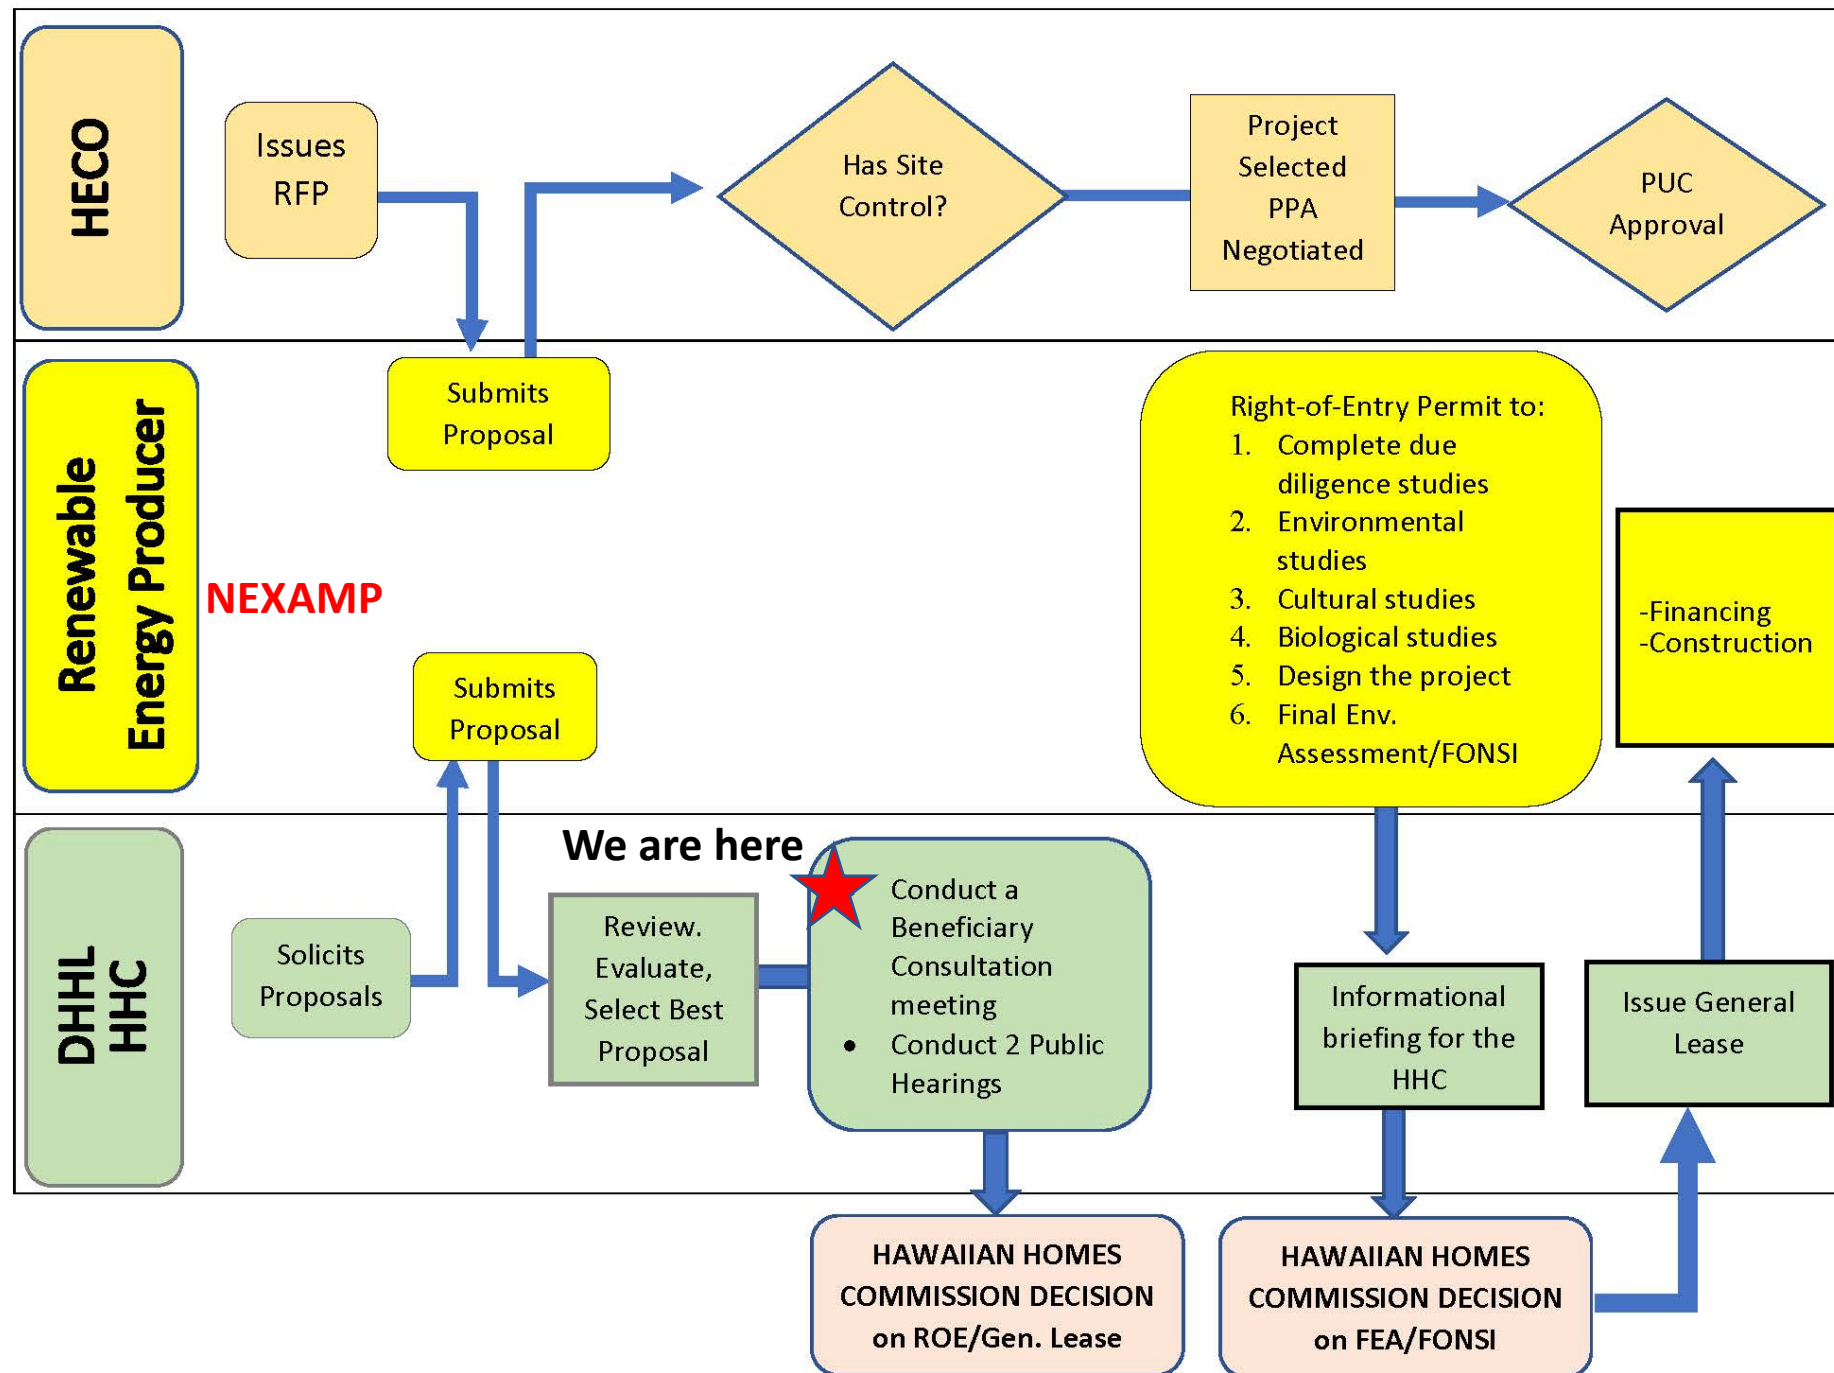 HECO
Issues
RFP
Has Site
Control?
Project
Selected
PPA
Negotiated
PUC
Approval
Renewable
Energy Producer
NEXAMP
Submits
Proposal
Submits
Proposal
Right-of-Entry Permit to:
1. Complete due
diligence studies
2. Environmental
studies
3. Cultural studies
4. Biological studies
5. Design the project
6. Final Env.
Assessment/FONSI
-Financing
-Construction
DHHL
HHC
Solicits
Proposals
We are here
Review.
Evaluate,
Select Best
Proposal
Conduct a
Beneficiary
Consultation
meeting
• Conduct 2 Public
Hearings
Informational
briefing for the
HHC
Issue General
Lease
HAWAIIAN HOMES
COMMISSION DECISION
on ROE/Gen. Lease
HAWAIIAN HOMES
COMMISSION DECISION
on FEA/FONSI